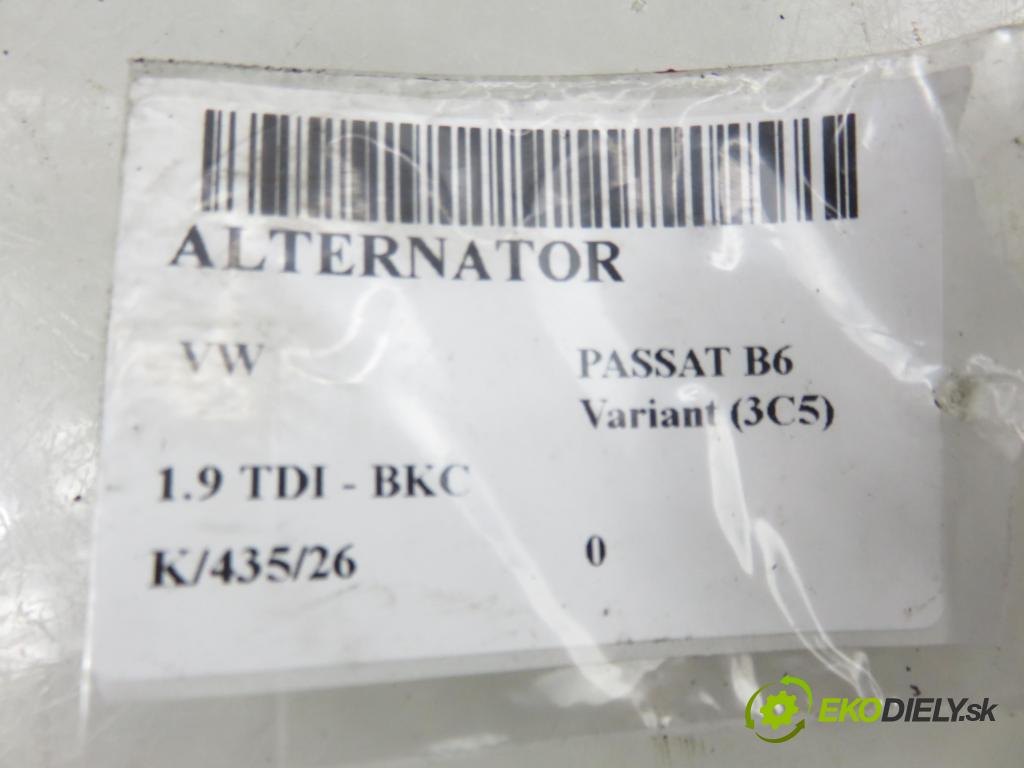 ALTERNATOR
VW
PASSAT B6
Variant (3C5)
1.9 TDI - BKC
K/435/26
0
EKODIELY.sk